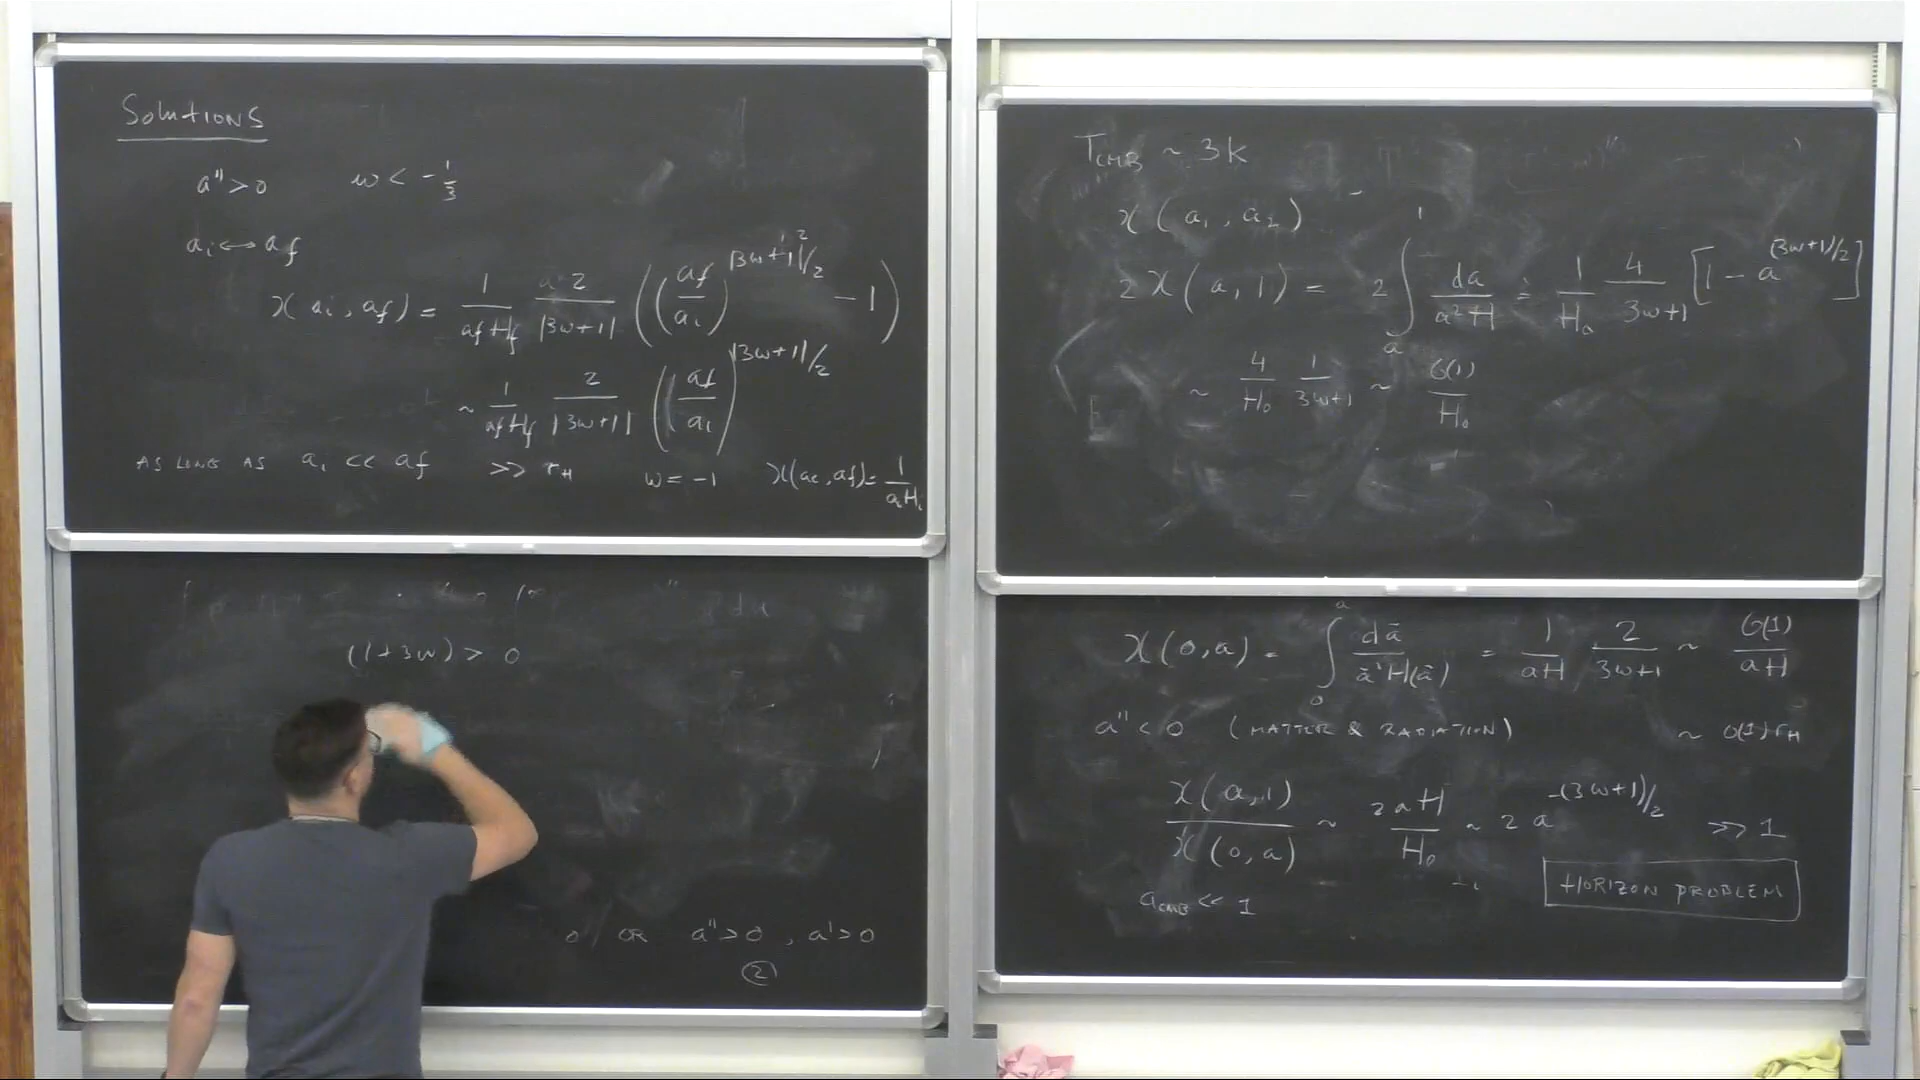 Solutions
a'' > 0    w < -1/3
a_i ↔ a_f
χ(a_i, a_f) = 1/(a_f H_f) 2/|3w+1| ((a_f/a_i)^{|3w+1|/2} - 1)
~ 1/(a_f H_f) 2/|3w+1| (a_f/a_i)^{|3w+1|/2}
AS LONG AS a_i << a_f    >> r_H    w = -1    χ(a_i, a_f) = 1/(a_i H_i)
(1+3w) > 0
0 OR a'' > 0 , a' > 0
(2)
T_CMB ~ 3K
χ(a_1, a_2)
2χ(a, 1) = 2 ∫_a^1 da/(a²H) = 1/H_0 4/(3w+1) [1 - a^{(3w+1)/2}]
~ 4/H_0 1/(3w+1) ~ O(1)/H_0
χ(0, a) = ∫_0^a dā/(ā²H(ā)) = 1/(aH) 2/(3w+1) ~ O(1)/(aH)
a'' < 0 (MATTER & RADIATION)    ~ O(1) r_H
χ(a,1)/χ(0,a) ~ 2aH/H_0 ~ 2 a^{-(3w+1)/2} >> 1
a_CMB << 1
HORIZON PROBLEM